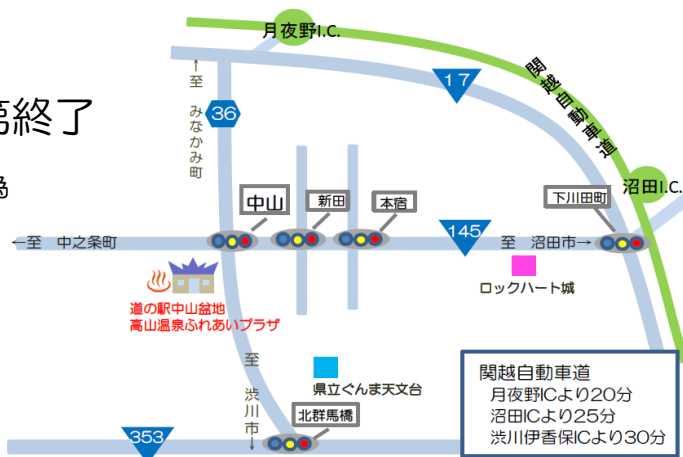 月夜野I.C.
関越自動車道
17
←至 みなかみ町
36
終了
沼田I.C.
中山
新田
本宿
下川田町
←至 中之条町
145
至 沼田市→
ロックハート城
道の駅中山盆地
高山温泉ふれあいプラザ
至 渋川市→
県立ぐんま天文台
北群馬橋
353
関越自動車道
月夜野ICより20分
沼田ICより25分
渋川伊香保ICより30分